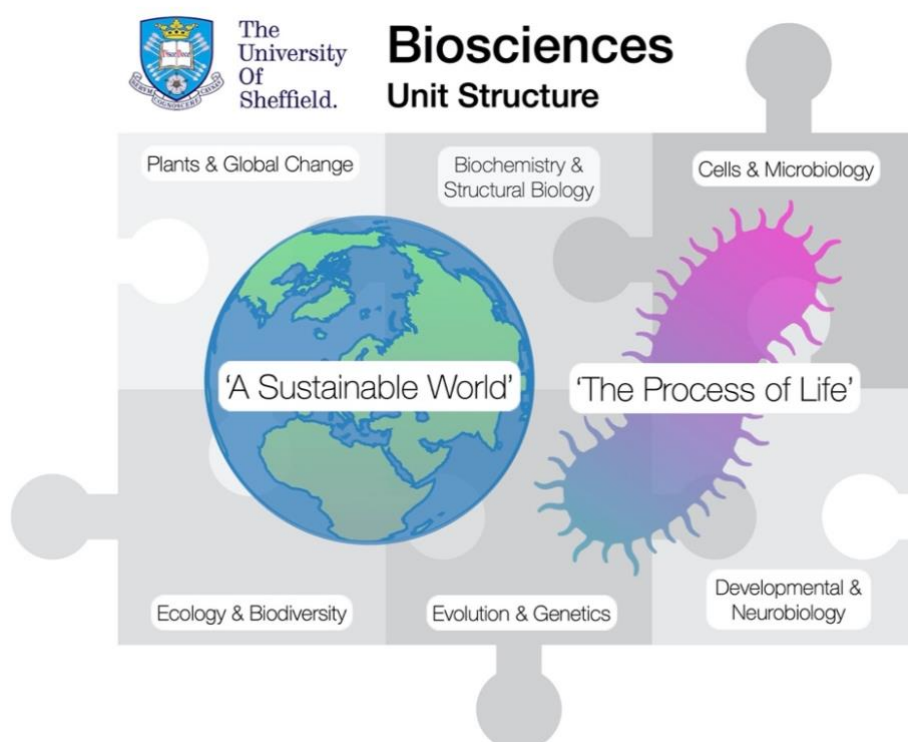 The
University
Of
Sheffield.
Biosciences
Unit Structure
Plants & Global Change
Biochemistry &
Structural Biology
Cells & Microbiology
'A Sustainable World'
'The Process of Life'
Ecology & Biodiversity
Evolution & Genetics
Developmental &
Neurobiology